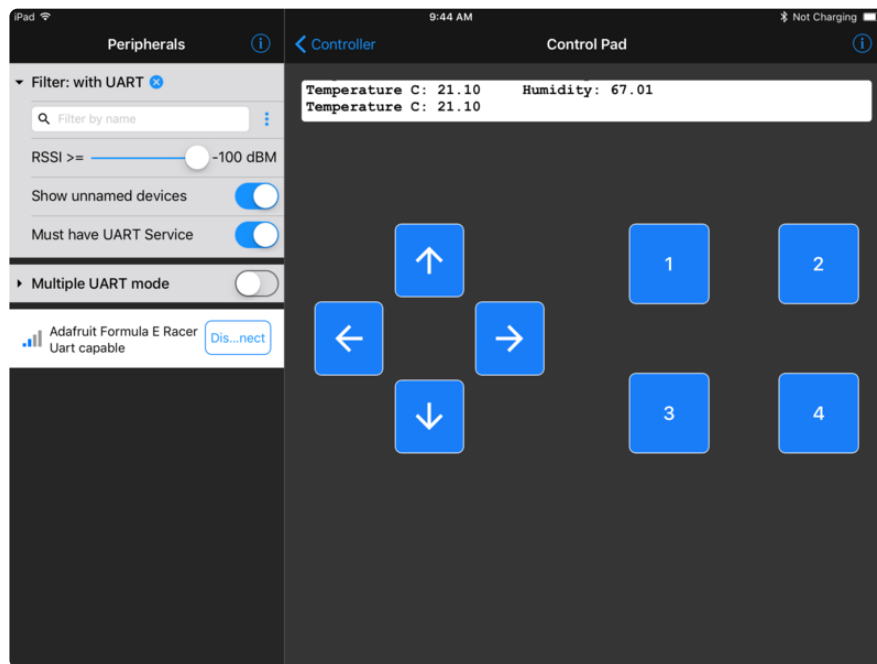 iPad 9:44 AM Not Charging
Peripherals
Filter: with UART
Filter by name
RSSI >= -100 dBM
Show unnamed devices
Must have UART Service
Multiple UART mode
Adafruit Formula E Racer
Uart capable
Dis...nect
Controller Control Pad
Temperature C: 21.10 Humidity: 67.01
Temperature C: 21.10
1 2
3 4